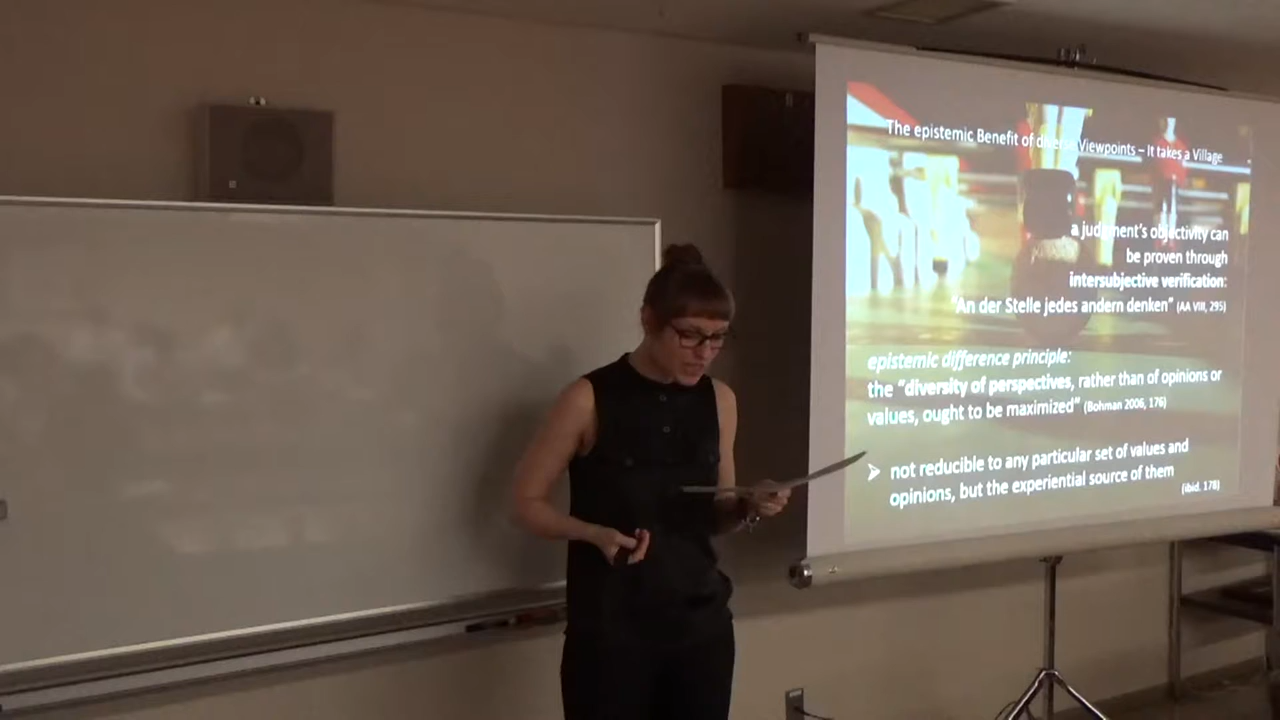 The epistemic Benefit of diverse Viewpoints – It takes a Village
a judgment's objectivity can
be proven through
intersubjective verification:
"An der Stelle jedes andern denken" (AA VIII, 295)
epistemic difference principle:
the "diversity of perspectives, rather than of opinions or
values, ought to be maximized" (Bohman 2006, 176)
➢ not reducible to any particular set of values and
opinions, but the experiential source of them
(ibid. 178)